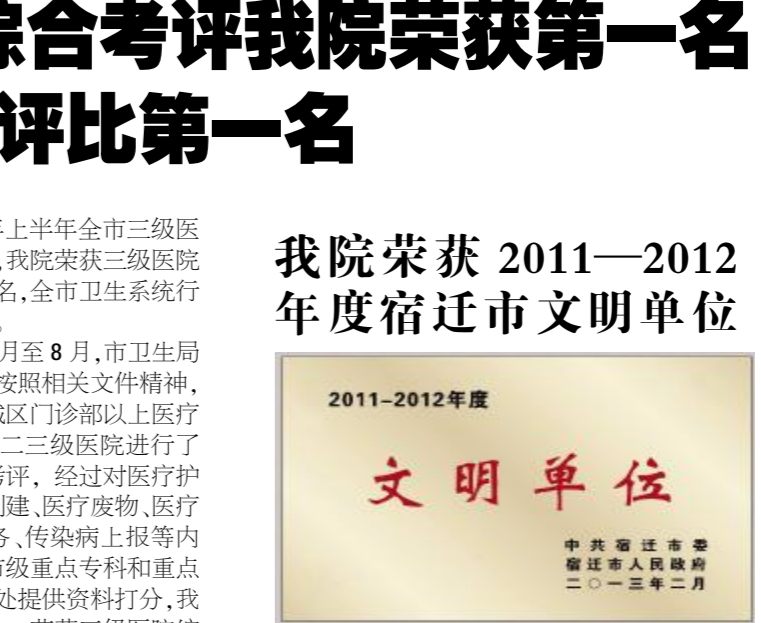 综合考评我院荣获第一名
评比第一名
年上半年全市三级医
,我院荣获三级医院
名,全市卫生系统行
。
月至8月,市卫生局
按照相关文件精神,
城区门诊部以上医疗
二三级医院进行了
考评, 经过对医疗护
创建、医疗废物、医疗
务、传染病上报等内
市级重点专科和重点
处提供资料打分,我
我院荣获 2011—2012
年度宿迁市文明单位
2011-2012年度
文明单位
中共宿迁市委
宿迁市人民政府
二〇一三年二月